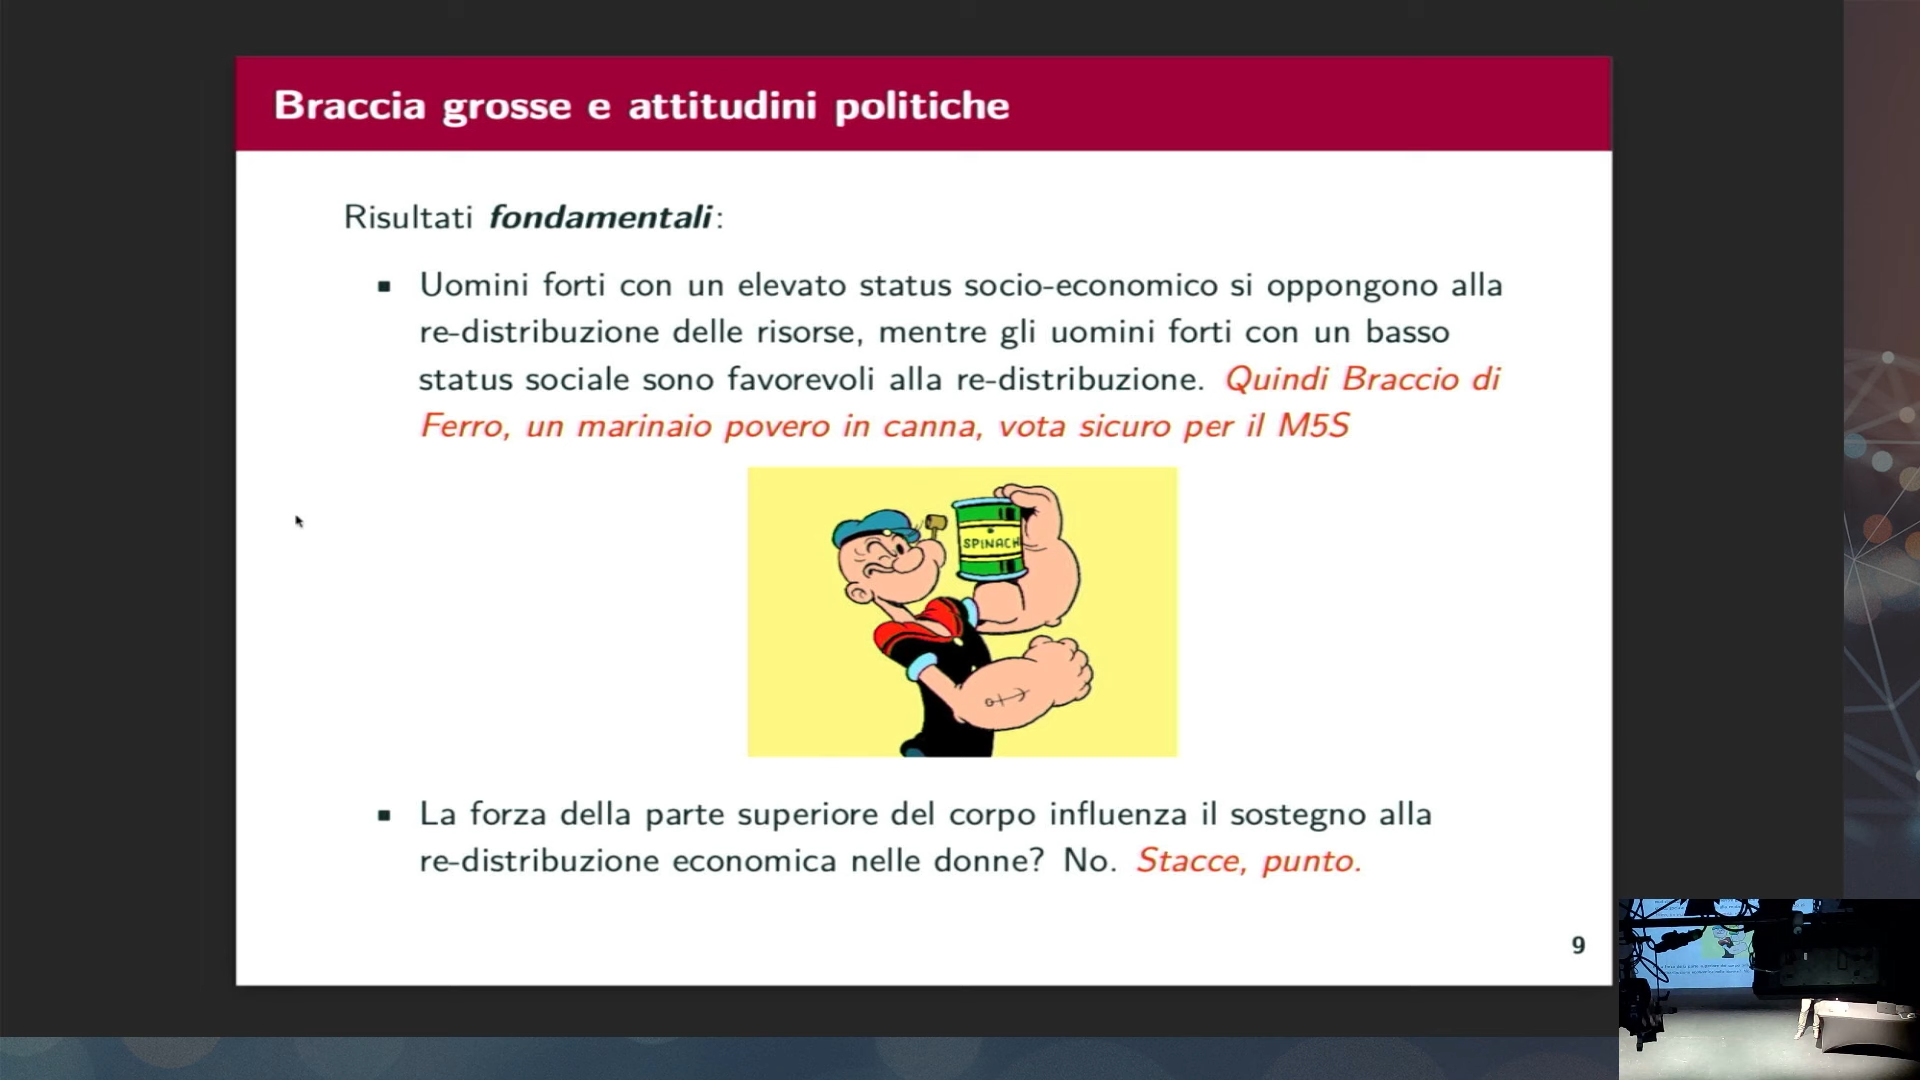 Braccia grosse e attitudini politiche
Risultati fondamentali:
Uomini forti con un elevato status socio-economico si oppongono alla
re-distribuzione delle risorse, mentre gli uomini forti con un basso
status sociale sono favorevoli alla re-distribuzione. Quindi Braccio di
Ferro, un marinaio povero in canna, vota sicuro per il M5S
SPINACH
La forza della parte superiore del corpo influenza il sostegno alla
re-distribuzione economica nelle donne? No. Stacce, punto.
9